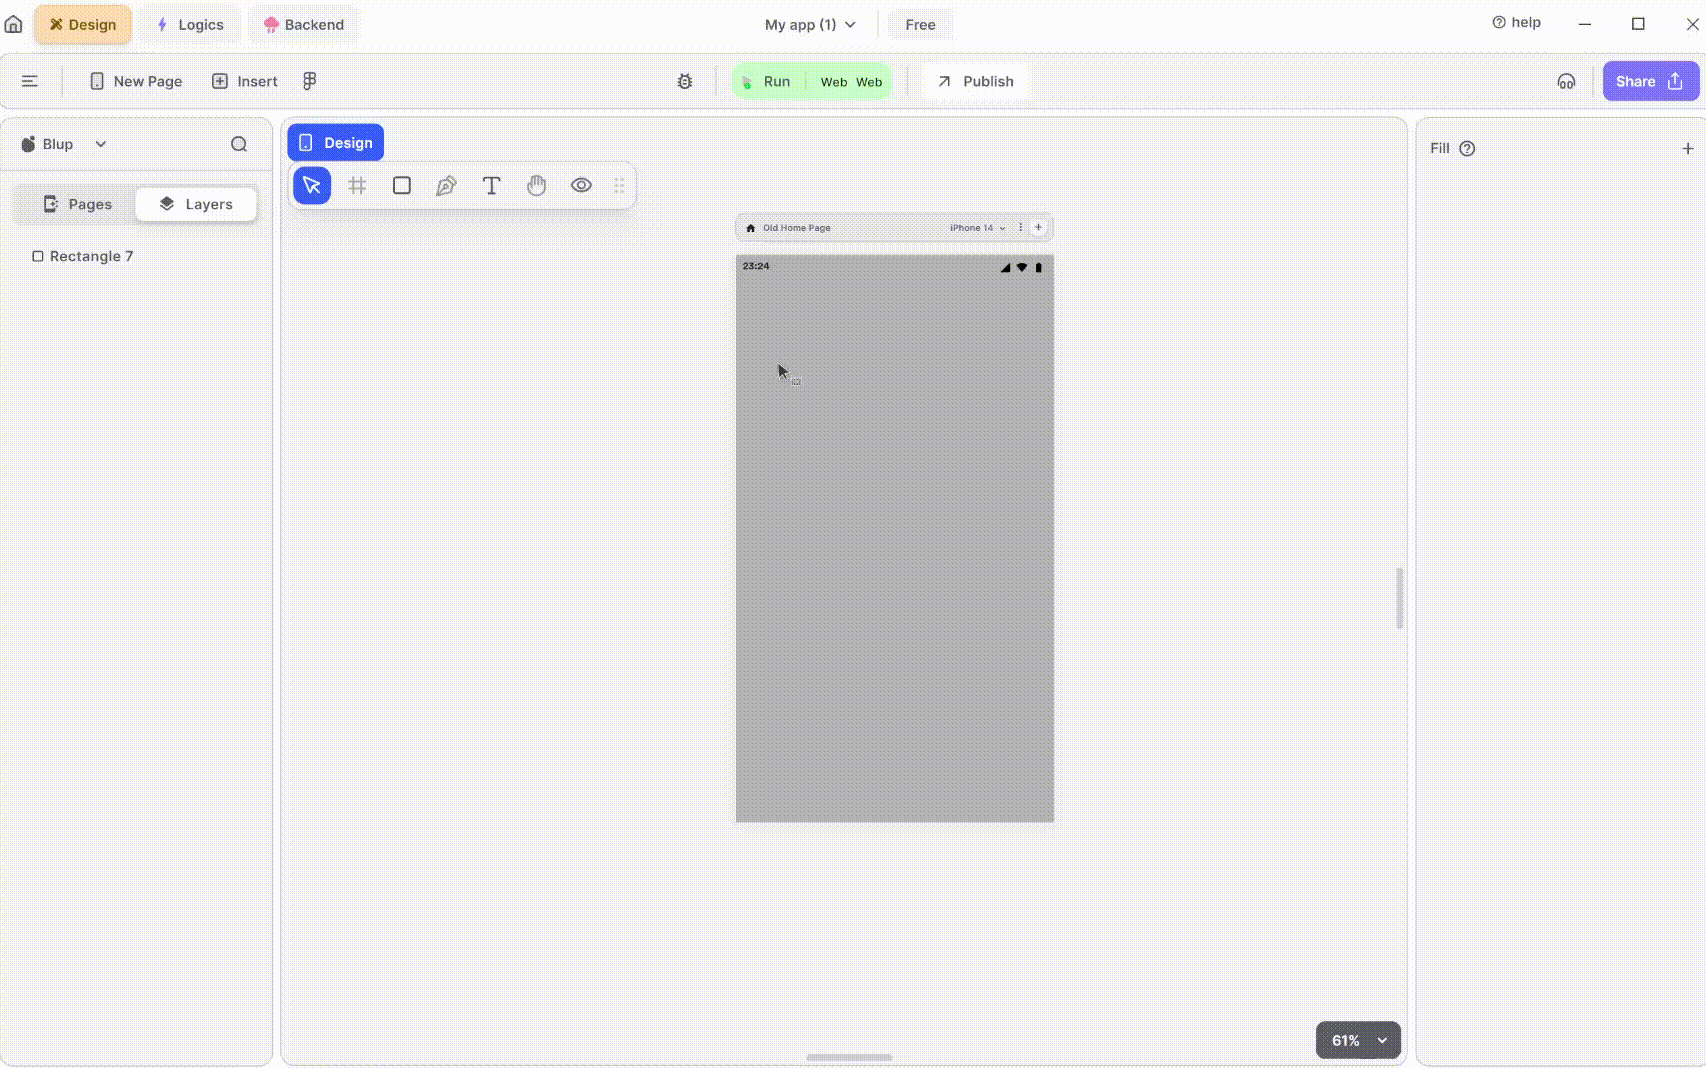 Design Logics Backend My app (1) Free help
New Page Insert Run Web Web Publish Share
Blup
Pages Layers
Rectangle 7
Design
Old Home Page iPhone 14
23:24
61%
Fill